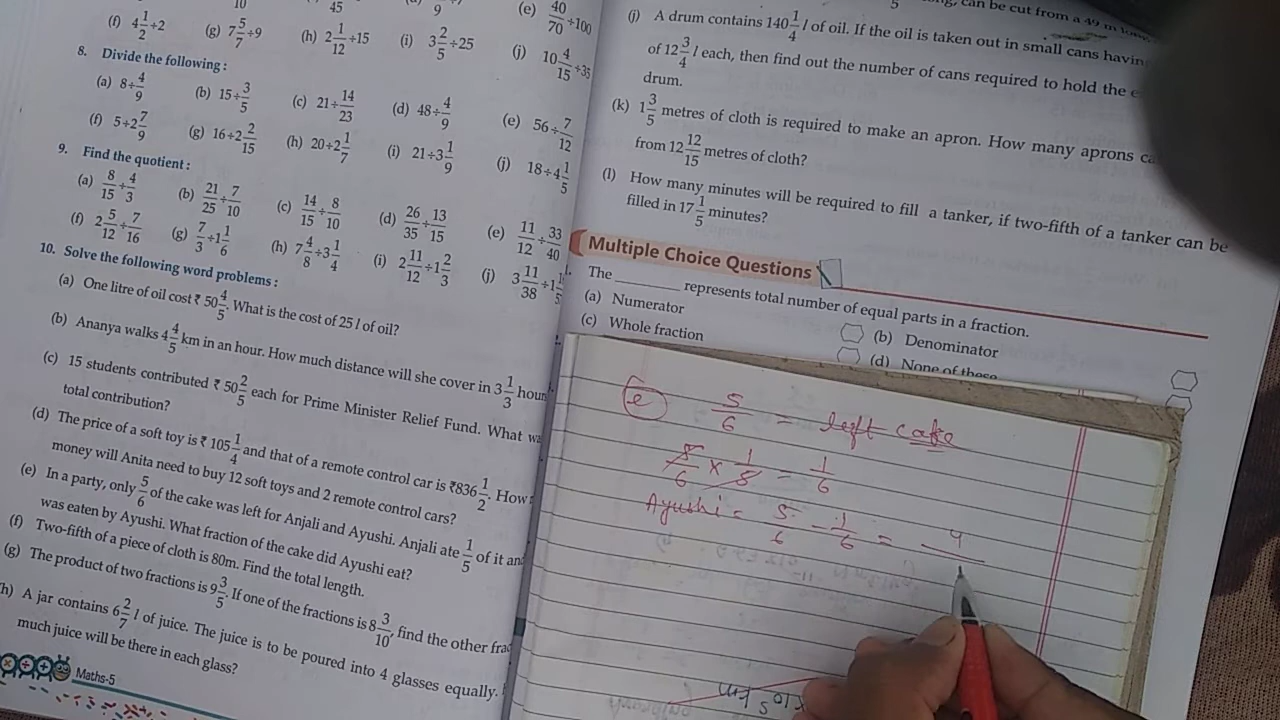 10
45
9
(e) 40/70 ÷100
(f) 4 1/2 ÷2 (g) 7 5/7 ÷9 (h) 2 1/12 ÷15 (i) 3 2/5 ÷25 (j) 10 4/15 ÷35
8. Divide the following :
(a) 8÷ 4/9 (b) 15÷ 3/5 (c) 21÷ 14/23 (d) 48÷ 4/9 (e) 56÷ 7/12
(f) 5÷2 7/9 (g) 16÷2 2/15 (h) 20÷2 1/7 (i) 21÷3 1/9 (j) 18÷4 1/5
9. Find the quotient :
(a) 8/15 ÷ 4/3 (b) 21/25 ÷ 7/10 (c) 14/15 ÷ 8/10 (d) 26/35 ÷ 13/15 (e) 11/12 ÷ 33/40
(f) 2 5/12 ÷ 7/16 (g) 7/3 ÷1 1/6 (h) 7 4/8 ÷3 1/4 (i) 2 11/12 ÷1 2/3 (j) 3 11/38 ÷1
10. Solve the following word problems :
(a) One litre of oil cost ₹ 50 4/5. What is the cost of 25 l of oil?
(b) Ananya walks 4 4/5 km in an hour. How much distance will she cover in 3 1/3 hour
(c) 15 students contributed ₹ 50 2/5 each for Prime Minister Relief Fund. What
total contribution?
(d) The price of a soft toy is ₹ 105 1/4 and that of a remote control car is ₹836 1/2. How
money will Anita need to buy 12 soft toys and 2 remote control cars?
(e) In a party, only 5/6 of the cake was left for Anjali and Ayushi. Anjali ate 1/5 of it and
was eaten by Ayushi. What fraction of the cake did Ayushi eat?
(f) Two-fifth of a piece of cloth is 80m. Find the total length.
(g) The product of two fractions is 9 3/5. If one of the fractions is 8 3/10, find the other
h) A jar contains 6 2/7 l of juice. The juice is to be poured into 4 glasses equally.
much juice will be there in each glass?
Maths-5
5
can be cut from a 49 m
(j) A drum contains 140 1/4 l of oil. If the oil is taken out in small cans
of 12 3/4 l each, then find out the number of cans required to hold the
drum.
(k) 1 3/5 metres of cloth is required to make an apron. How many aprons
from 12 12/15 metres of cloth?
(l) How many minutes will be required to fill a tanker, if two-fifth of a tanker can be
filled in 17 1/5 minutes?
Multiple Choice Questions
The ________ represents total number of equal parts in a fraction.
(a) Numerator (b) Denominator
(c) Whole fraction (d) None of these
(e) 5/6 = left cake
5/6 × 1/5 = 1/6
Ayushi = 5/6 - 1/6 = 4